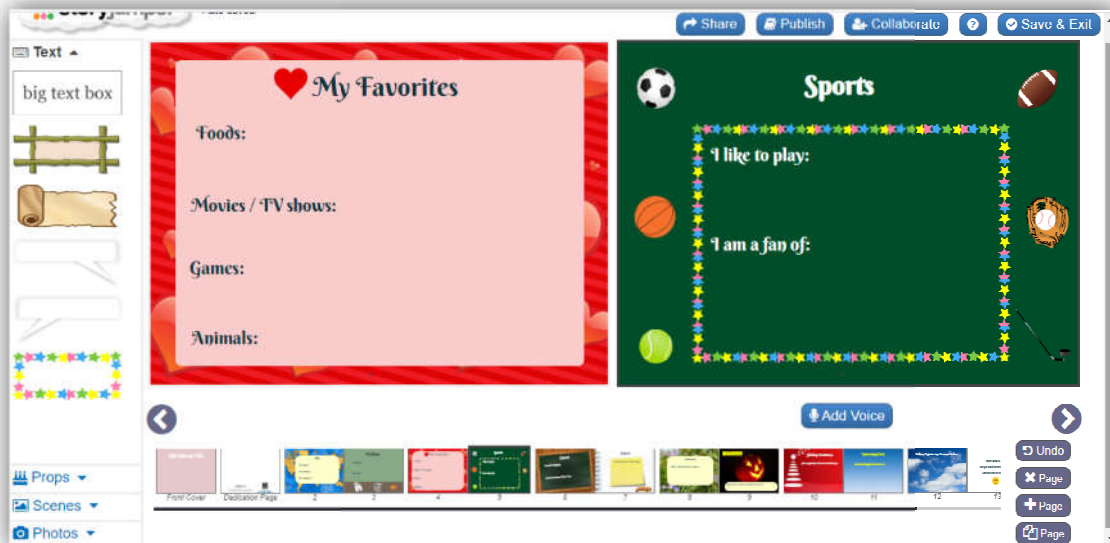 Share
Publish
Collaborate
?
Save & Exit
Text
big text box
My Favorites
Foods:
Movies / TV shows:
Games:
Animals:
Sports
I like to play:
I am a fan of:
Add Voice
Front Cover
Dedication Page
2
3
4
5
6
7
8
9
10
11
12
13
Undo
Page
Page
Page
Props
Scenes
Photos